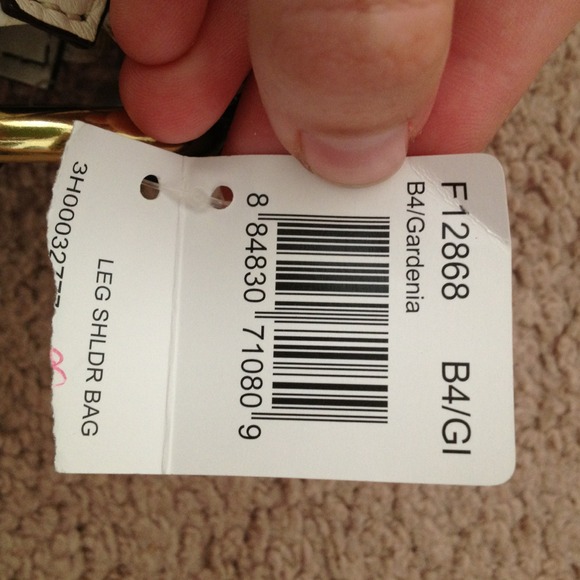 F12868 B4/GI
B4/Gardenia
8 84830 71080 9
LEG SHLDR BAG